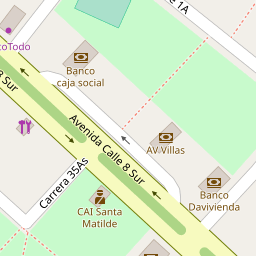 1A
coTodo
Banco
caja social
8 Sur
Avenida Calle 8 Sur
AV Villas
Carrera 35As
Banco
Davivienda
CAI Santa
Matilde